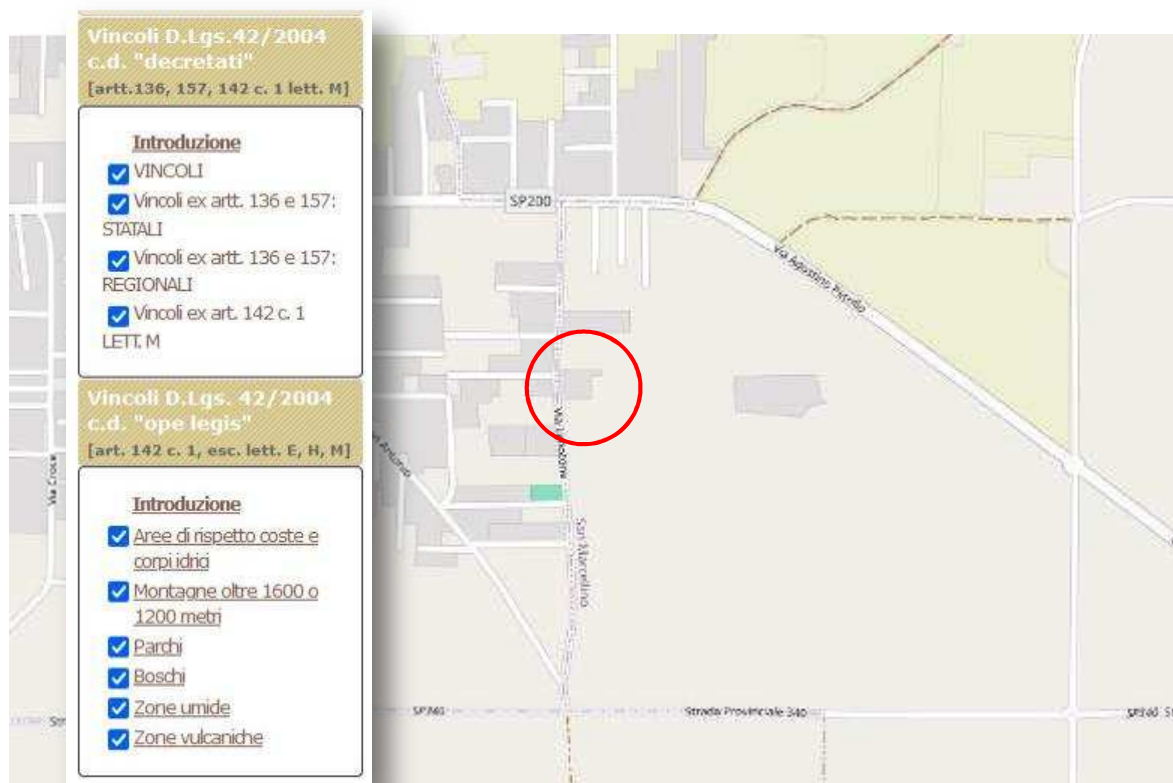 Vincoli D.Lgs.42/2004
c.d. "decretati"
[artt.136, 157, 142 c. 1 lett. M]
Introduzione
VINCOLI
Vincoli ex artt. 136 e 157:
STATALI
Vincoli ex artt. 136 e 157:
REGIONALI
Vincoli ex art. 142 c. 1
LETT. M
Vincoli D.Lgs. 42/2004
c.d. "ope legis"
[art. 142 c. 1, esc. lett. E, H, M]
Introduzione
Aree di rispetto coste e
corpi idrici
Montagne oltre 1600 o
1200 metri
Parchi
Boschi
Zone umide
Zone vulcaniche
SP200
Via Agostino
Via Croce
Antonio
San Marcellino
SP340
Strada Provinciale 340
SP340